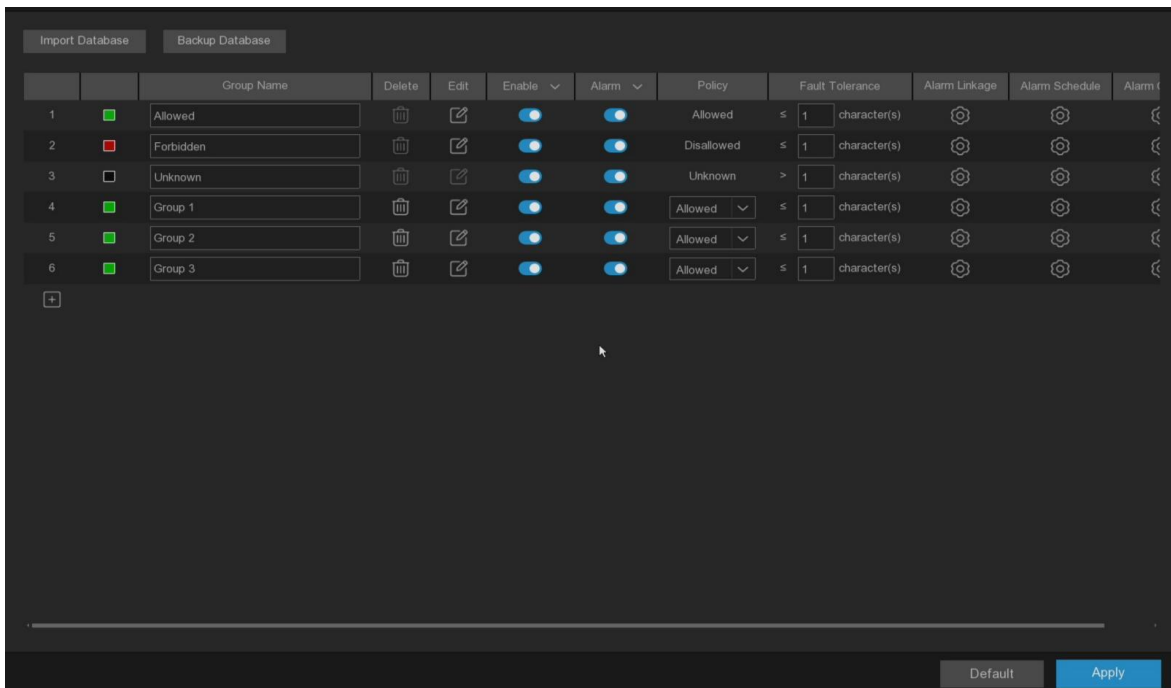 Import Database Backup Database
Group Name Delete Edit Enable Alarm Policy Fault Tolerance Alarm Linkage Alarm Schedule Alarm
1 Allowed Allowed ≤ 1 character(s)
2 Forbidden Disallowed ≤ 1 character(s)
3 Unknown Unknown > 1 character(s)
4 Group 1 Allowed ≤ 1 character(s)
5 Group 2 Allowed ≤ 1 character(s)
6 Group 3 Allowed ≤ 1 character(s)
Default Apply